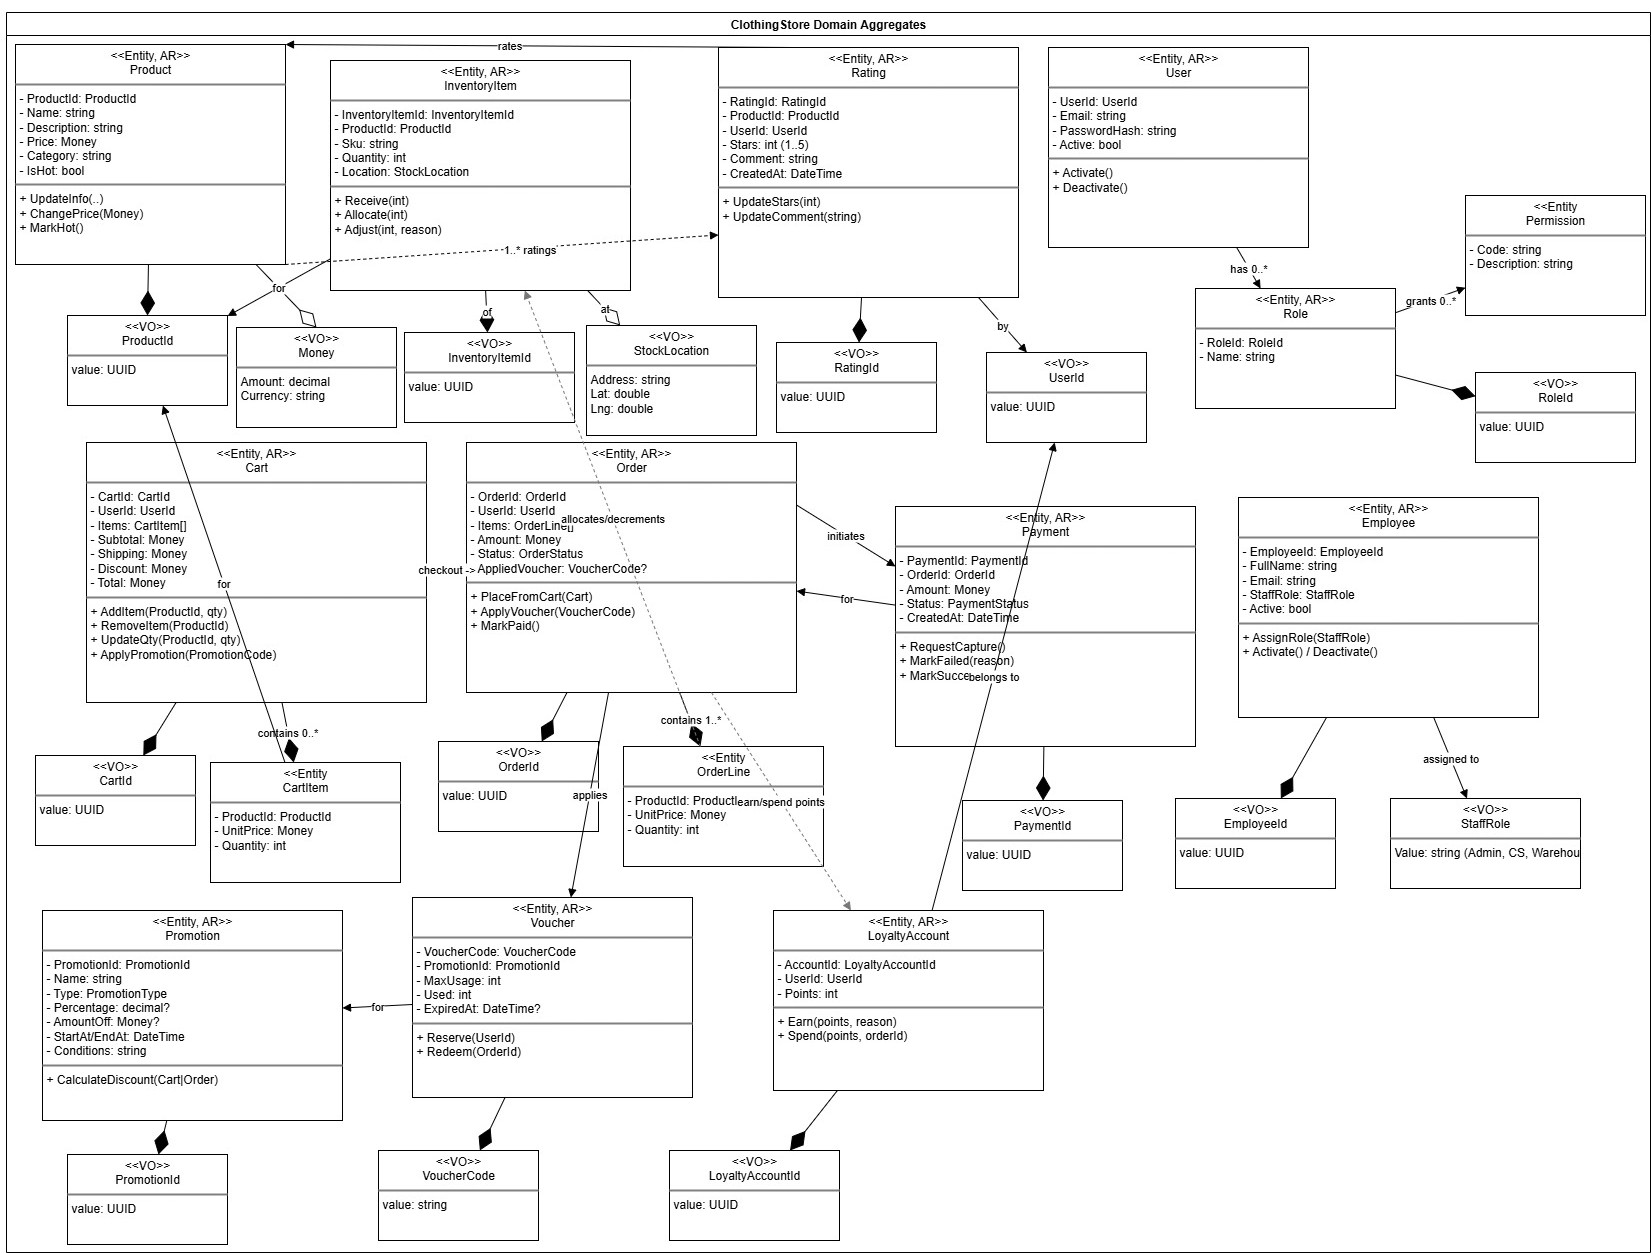 ClothingStore Domain Aggregates
<<Entity, AR>>
Product
- ProductId: ProductId
- Name: string
- Description: string
- Price: Money
- Category: string
- IsHot: bool
+ UpdateInfo(..)
+ ChangePrice(Money)
+ MarkHot()
rates
<<Entity, AR>>
InventoryItem
- InventoryItemId: InventoryItemId
- ProductId: ProductId
- Sku: string
- Quantity: int
- Location: StockLocation
+ Receive(int)
+ Allocate(int)
+ Adjust(int, reason)
1..* ratings
<<Entity, AR>>
Rating
- RatingId: RatingId
- ProductId: ProductId
- UserId: UserId
- Stars: int (1..5)
- Comment: string
- CreatedAt: DateTime
+ UpdateStars(int)
+ UpdateComment(string)
<<Entity, AR>>
User
- UserId: UserId
- Email: string
- PasswordHash: string
- Active: bool
+ Activate()
+ Deactivate()
has 0..*
<<Entity
Permission
- Code: string
- Description: string
grants 0..*
<<Entity, AR>>
Role
- RoleId: RoleId
- Name: string
for
of
at
by
<<VO>>
ProductId
value: UUID
<<VO>>
Money
Amount: decimal
Currency: string
<<VO>>
InventoryItemId
value: UUID
<<VO>>
StockLocation
Address: string
Lat: double
Lng: double
<<VO>>
RatingId
value: UUID
<<VO>>
UserId
value: UUID
<<VO>>
RoleId
value: UUID
<<Entity, AR>>
Cart
- CartId: CartId
- UserId: UserId
- Items: CartItem[]
- Subtotal: Money
- Shipping: Money
- Discount: Money
- Total: Money
for
+ AddItem(ProductId, qty)
+ RemoveItem(ProductId)
+ UpdateQty(ProductId, qty)
+ ApplyPromotion(PromotionCode)
checkout ->
<<Entity, AR>>
Order
- OrderId: OrderId
- UserId: UserId
- Items: OrderLine[]
allocates/decrements
- Amount: Money
- Status: OrderStatus
AppliedVoucher: VoucherCode?
+ PlaceFromCart(Cart)
+ ApplyVoucher(VoucherCode)
+ MarkPaid()
initiates
for
<<Entity, AR>>
Payment
- PaymentId: PaymentId
- OrderId: OrderId
- Amount: Money
- Status: PaymentStatus
- CreatedAt: DateTime
+ RequestCapture()
+ MarkFailed(reason)
+ MarkSucce
belongs to
<<Entity, AR>>
Employee
- EmployeeId: EmployeeId
- FullName: string
- Email: string
- StaffRole: StaffRole
- Active: bool
+ AssignRole(StaffRole)
+ Activate() / Deactivate()
contains 0..*
contains 1..*
assigned to
<<VO>>
CartId
value: UUID
<<Entity
CartItem
- ProductId: ProductId
- UnitPrice: Money
- Quantity: int
<<VO>>
OrderId
value: UUID
applies
<<Entity
OrderLine
- ProductId: ProductI
earn/spend points
- UnitPrice: Money
- Quantity: int
<<VO>>
PaymentId
value: UUID
<<VO>>
EmployeeId
value: UUID
<<VO>>
StaffRole
Value: string (Admin, CS, Warehou
<<Entity, AR>>
Promotion
- PromotionId: PromotionId
- Name: string
- Type: PromotionType
- Percentage: decimal?
- AmountOff: Money?
- StartAt/EndAt: DateTime
- Conditions: string
+ CalculateDiscount(Cart|Order)
for
<<Entity, AR>>
Voucher
- VoucherCode: VoucherCode
- PromotionId: PromotionId
- MaxUsage: int
- Used: int
- ExpiredAt: DateTime?
+ Reserve(UserId)
+ Redeem(OrderId)
<<Entity, AR>>
LoyaltyAccount
- AccountId: LoyaltyAccountId
- UserId: UserId
- Points: int
+ Earn(points, reason)
+ Spend(points, orderId)
<<VO>>
PromotionId
value: UUID
<<VO>>
VoucherCode
value: string
<<VO>>
LoyaltyAccountId
value: UUID